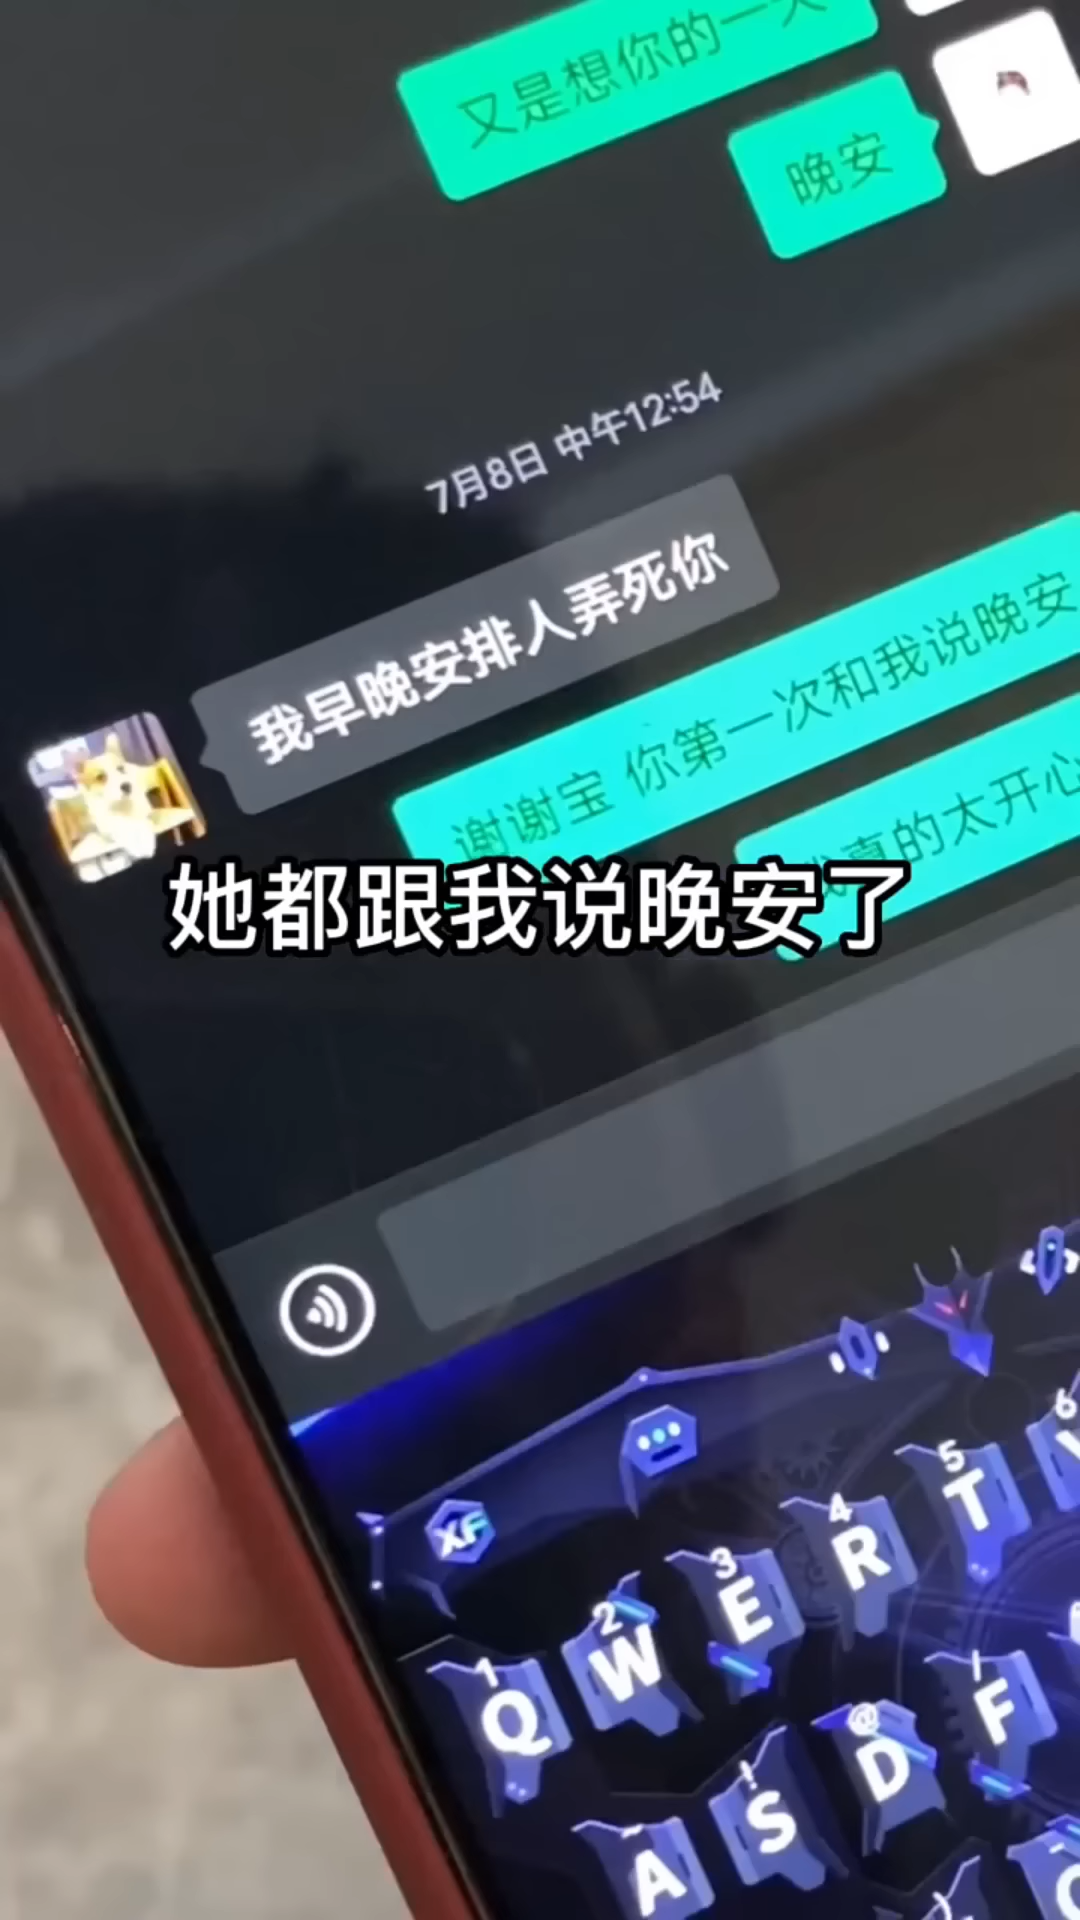 又是想你的一天
晚安
7月8日 中午12:54
我早晚安排人弄死你
谢谢宝 你第一次和我说晚安
我真的太开心
她都跟我说晚安了
XF
1 2 3 4 5 6
Q W E R T
! @ /
A S D F